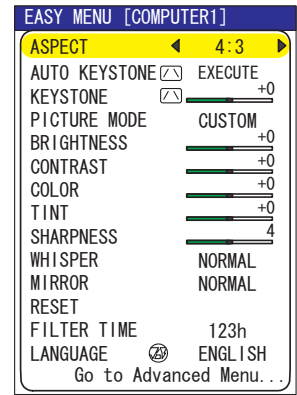 EASY MENU [COMPUTER1]
ASPECT 4:3
AUTO KEYSTONE EXECUTE
KEYSTONE +0
PICTURE MODE CUSTOM
BRIGHTNESS +0
CONTRAST +0
COLOR +0
TINT +0
SHARPNESS 4
WHISPER NORMAL
MIRROR NORMAL
RESET
FILTER TIME 123h
LANGUAGE ENGLISH
Go to Advanced Menu...